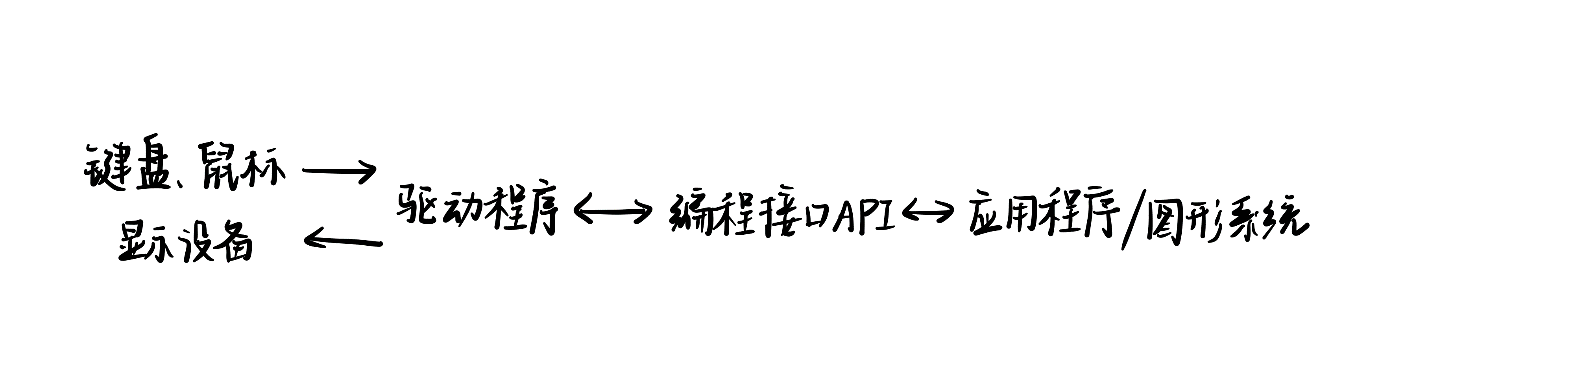 键盘、鼠标 →
驱动程序 ↔ 编程接口API ↔ 应用程序/图形系统
显示设备 ←